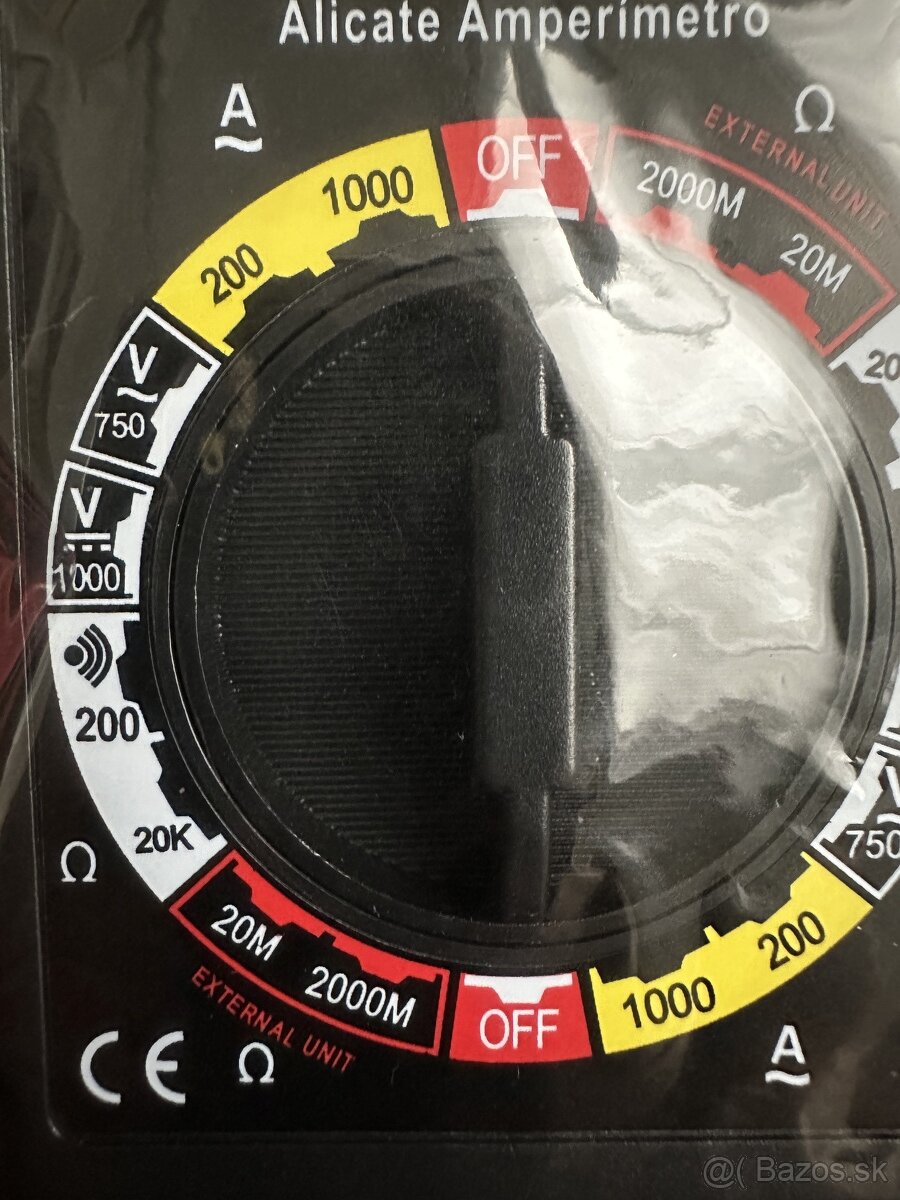 Alicate Amperímetro
A
Ω
EXTERNAL UNIT
OFF
1000
2000M
200
20M
V
750
V
1000
200
20K
Ω
750
20M
200
2000M
1000
OFF
EXTERNAL UNIT
A
CE
Ω
@( Bazos.sk